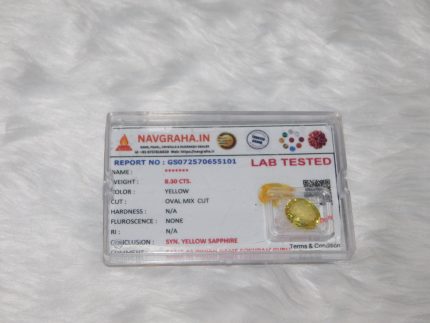 NAVGRAHA.IN
REPORT NO : GS072570655101
LAB TESTED
NAME : *******
WEIGHT : 8.30 CTS.
COLOR : YELLOW
CUT : OVAL MIX CUT
HARDNESS : N/A
FLUROSCENCE : NONE
RI : N/A
CONCLUSION : SYN. YELLOW SAPPHIRE
Terms & Condition